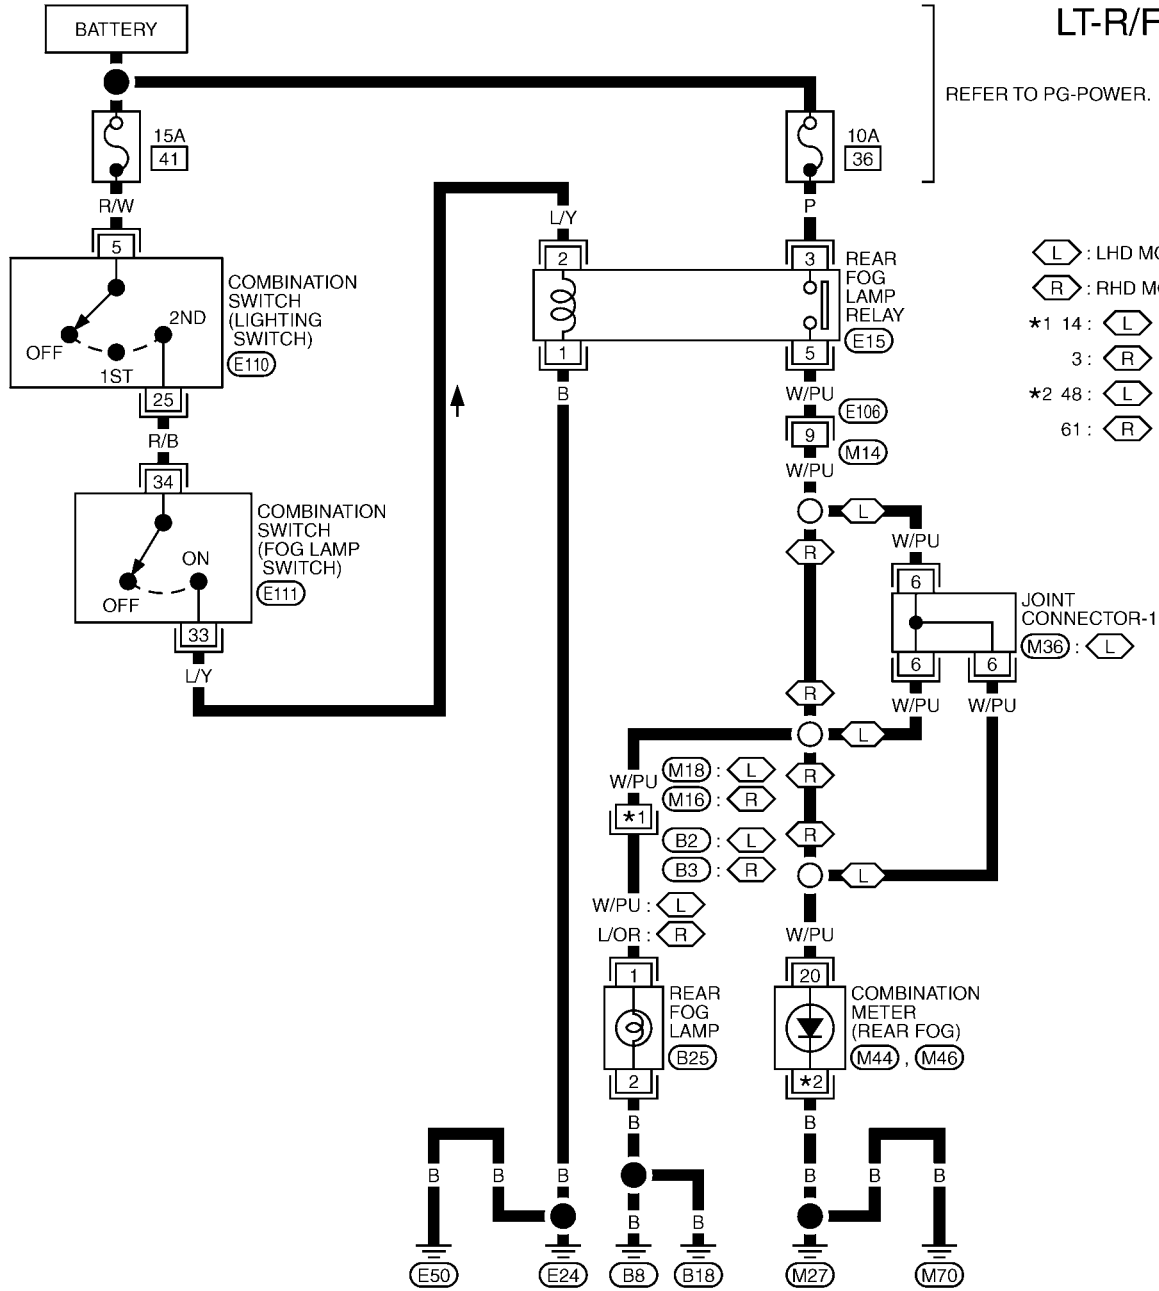 LT-R/F
BATTERY
REFER TO PG-POWER.
15A
41
10A
36
R/W
L/Y
P
5
2
3
COMBINATION
SWITCH
(LIGHTING
SWITCH)
E110
OFF
1ST
2ND
REAR
FOG
LAMP
RELAY
E15
L : LHD M
R : RHD M
*1 14 : L
3 : R
*2 48 : L
61 : R
25
1
5
R/B
B
W/PU
E106
9
M14
W/PU
34
COMBINATION
SWITCH
(FOG LAMP
SWITCH)
E111
ON
OFF
33
L/Y
L
R
W/PU
6
JOINT
CONNECTOR-1
M36 : L
6
6
W/PU
W/PU
R
L
W/PU
M18 : L
M16 : R
R
*1
B2 : L
B3 : R
R
L
W/PU : L
L/OR : R
W/PU
1
REAR
FOG
LAMP
B25
2
20
COMBINATION
METER
(REAR FOG)
M44 , M46
*2
B
B
B
B
B
B
B
B
B
B
E50
E24
B8
B18
M27
M70